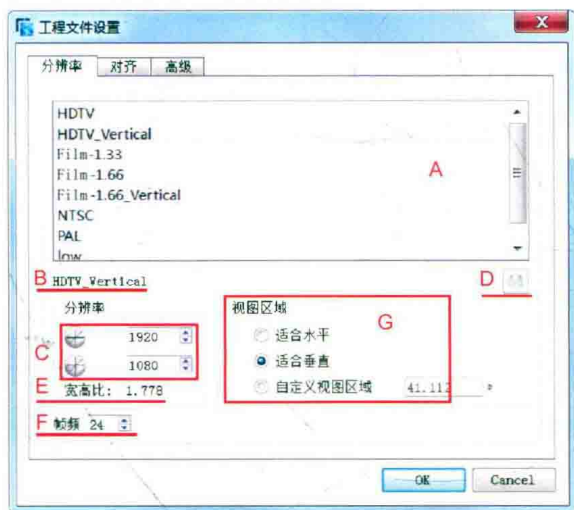 工程文件设置
X
分辨率 对齐 高级
HDTV
HDTV_Vertical
Film-1.33
Film-1.66
Film-1.66_Vertical
NTSC
PAL
low
A
B HDTV_Vertical
D
分辨率
C
1920
1080
E 宽高比: 1.778
F 帧频 24
视图区域
G
适合水平
适合垂直
自定义视图区域 41.112 °
OK Cancel